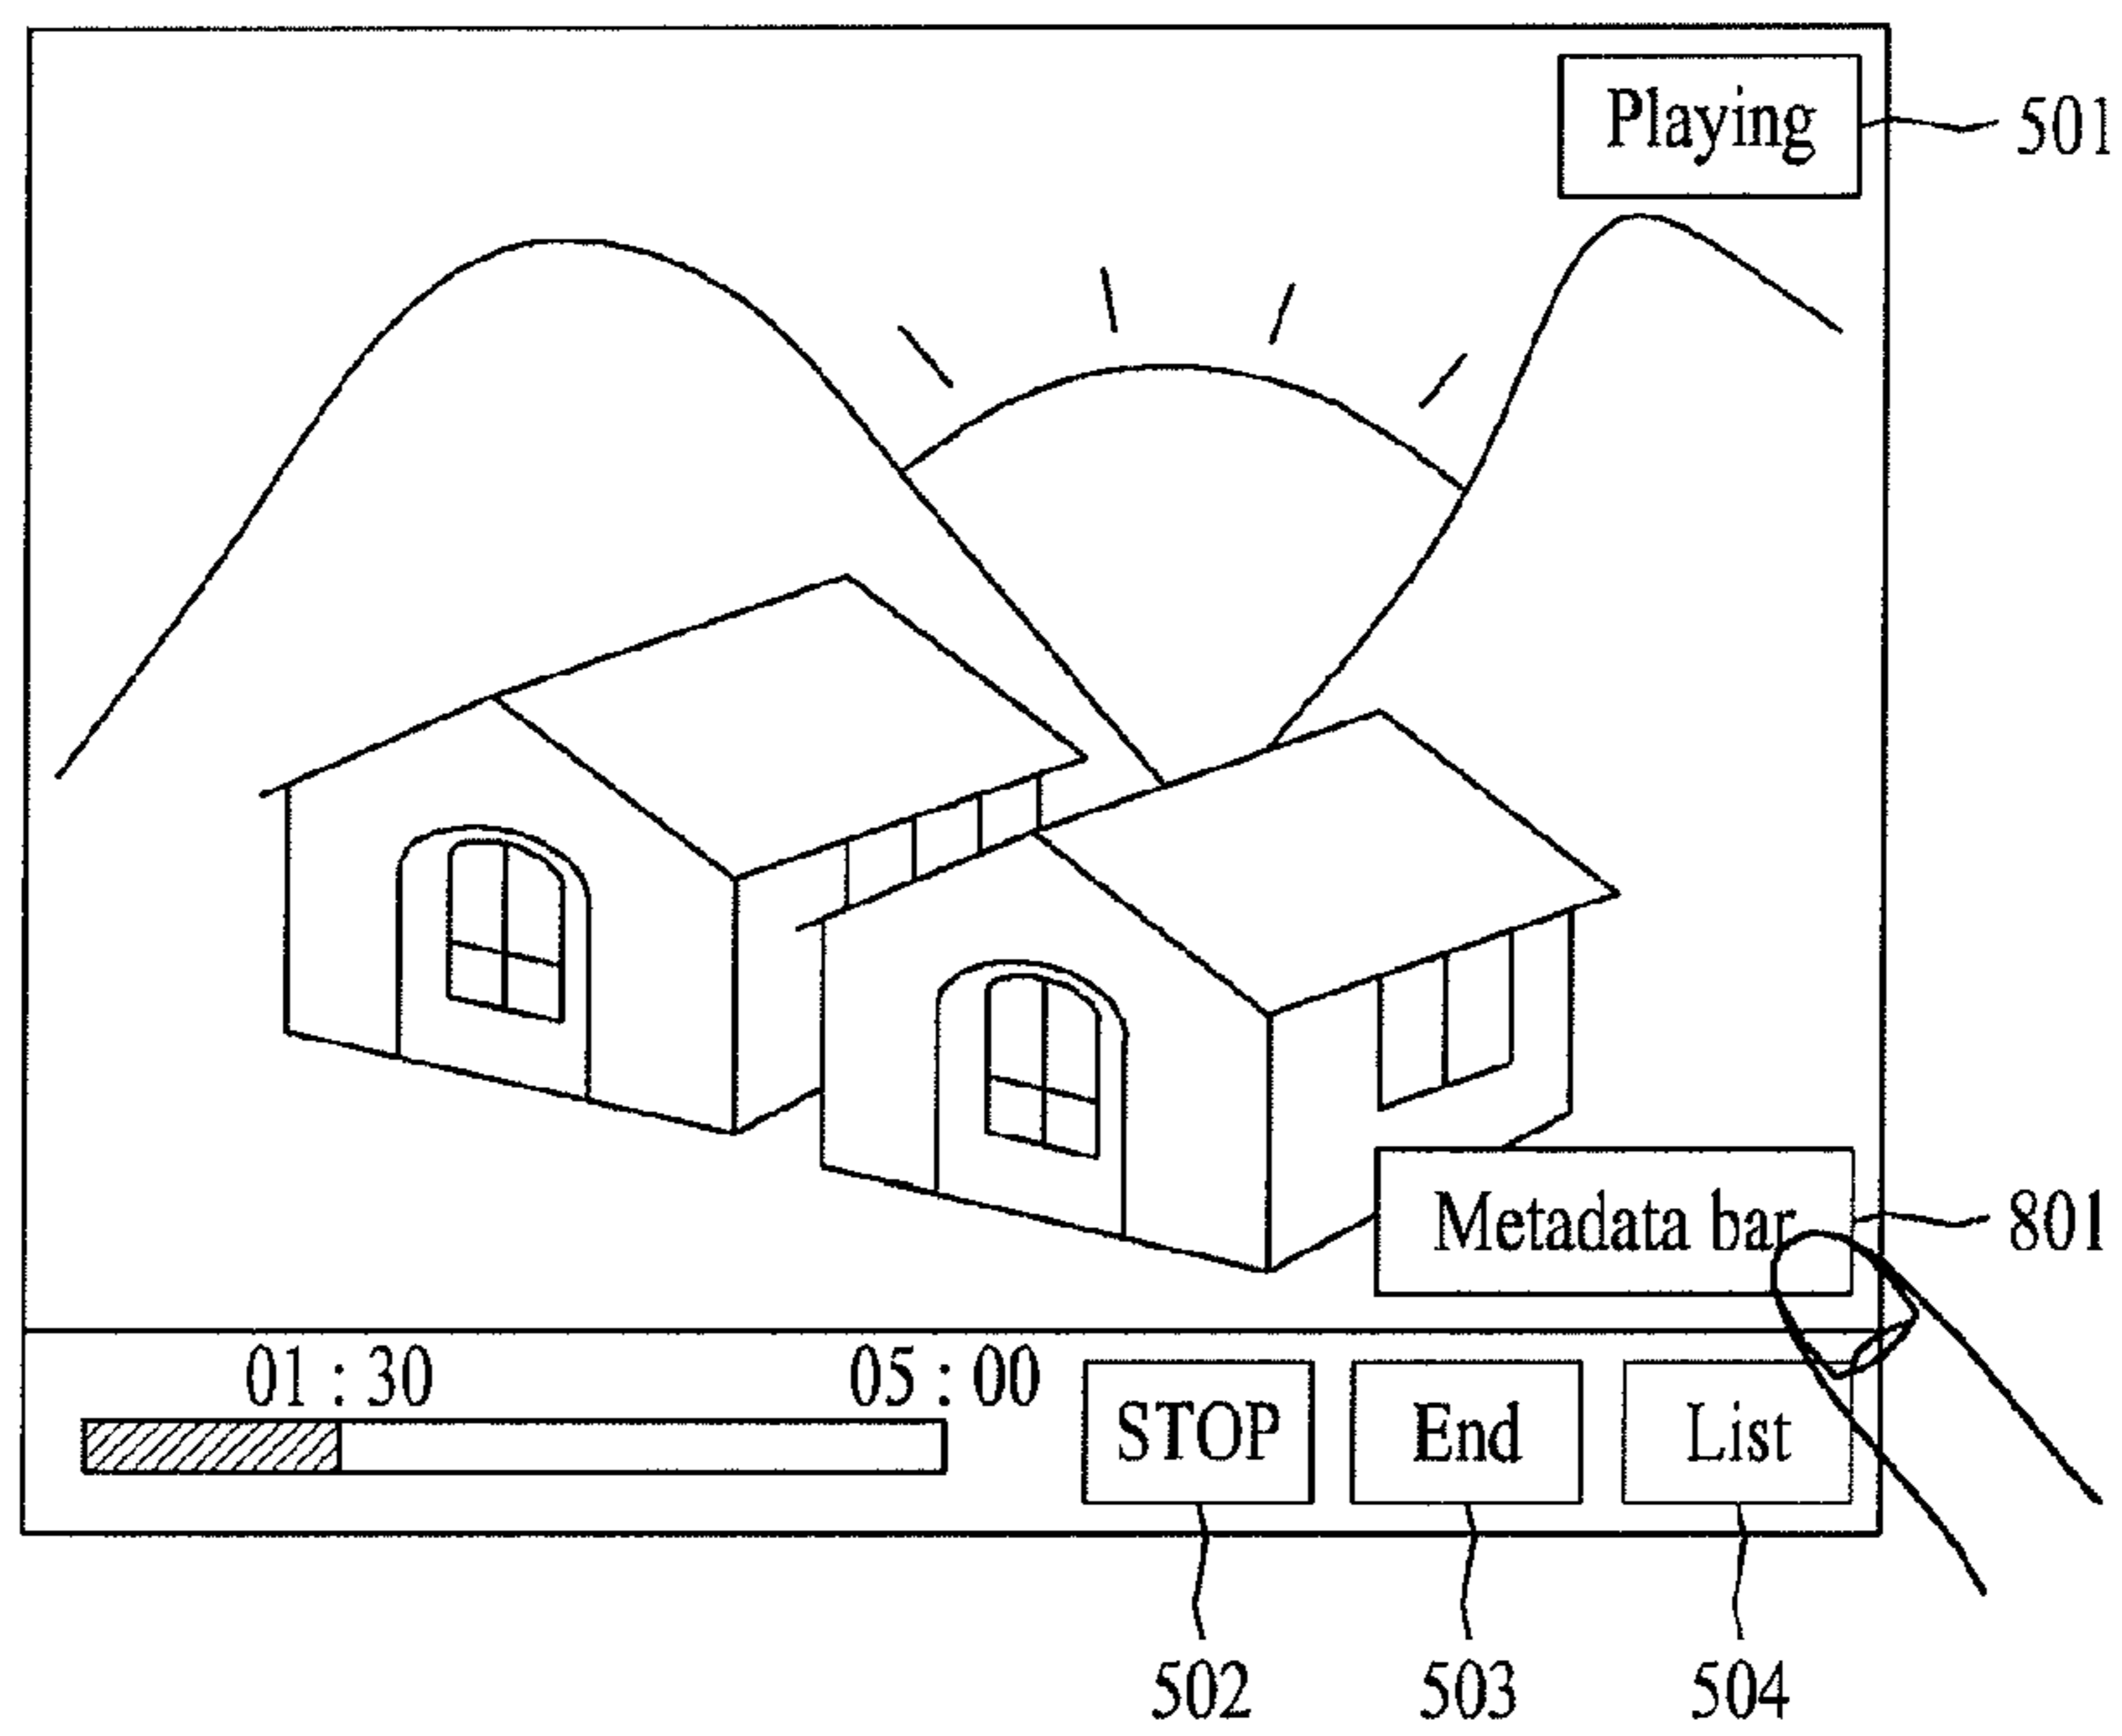 Playing
501
Metadata bar
801
01 : 30
05 : 00
STOP
End
List
502
503
504